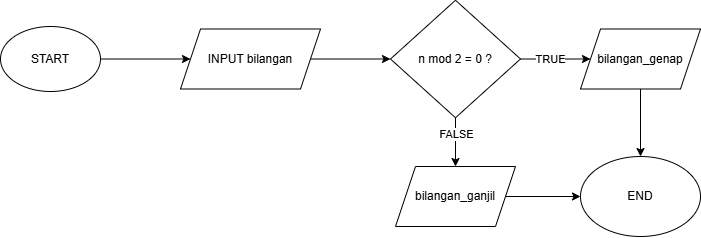 START
INPUT bilangan
n mod 2 = 0 ?
TRUE
bilangan_genap
FALSE
bilangan_ganjil
END